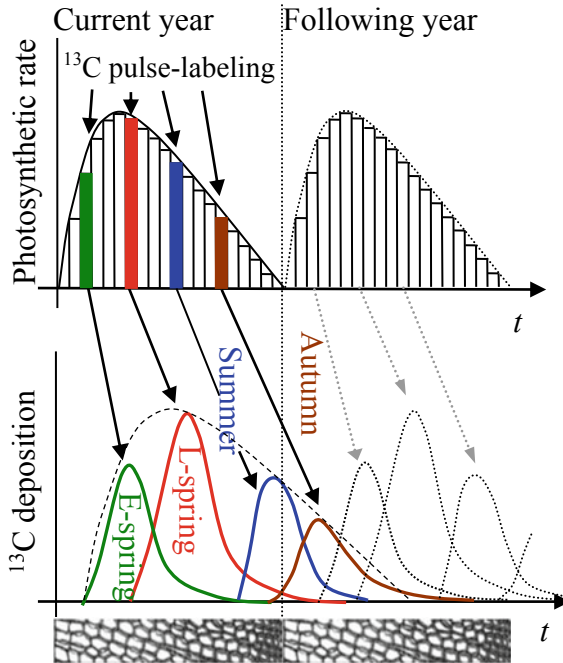 Current year
Following year
¹³C pulse-labeling
Photosynthetic rate
t
Summer
Autumn
L-spring
E-spring
¹³C deposition
t